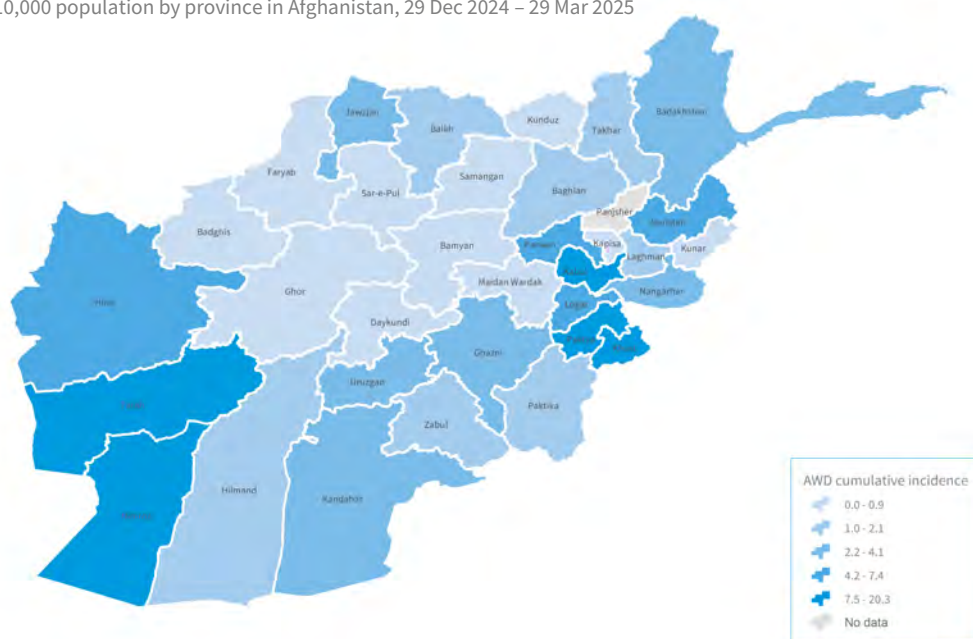 10,000 population by province in Afghanistan, 29 Dec 2024 – 29 Mar 2025
Jawzjan
Balkh
Kunduz
Takhar
Badakhshan
Faryab
Sar-e-Pul
Samangan
Baghlan
Panjsher
Nuristan
Badghis
Bamyan
Parwan
Kapisa
Kunar
Laghman
Kabul
Hirat
Ghor
Maidan Wardak
Nangarhar
Logar
Daykundi
Paktya
Khost
Ghazni
Uruzgan
Farah
Paktika
Zabul
Hilmand
Kandahar
Nimroz
AWD cumulative incidence
0.0 - 0.9
1.0 - 2.1
2.2 - 4.1
4.2 - 7.4
7.5 - 20.3
No data